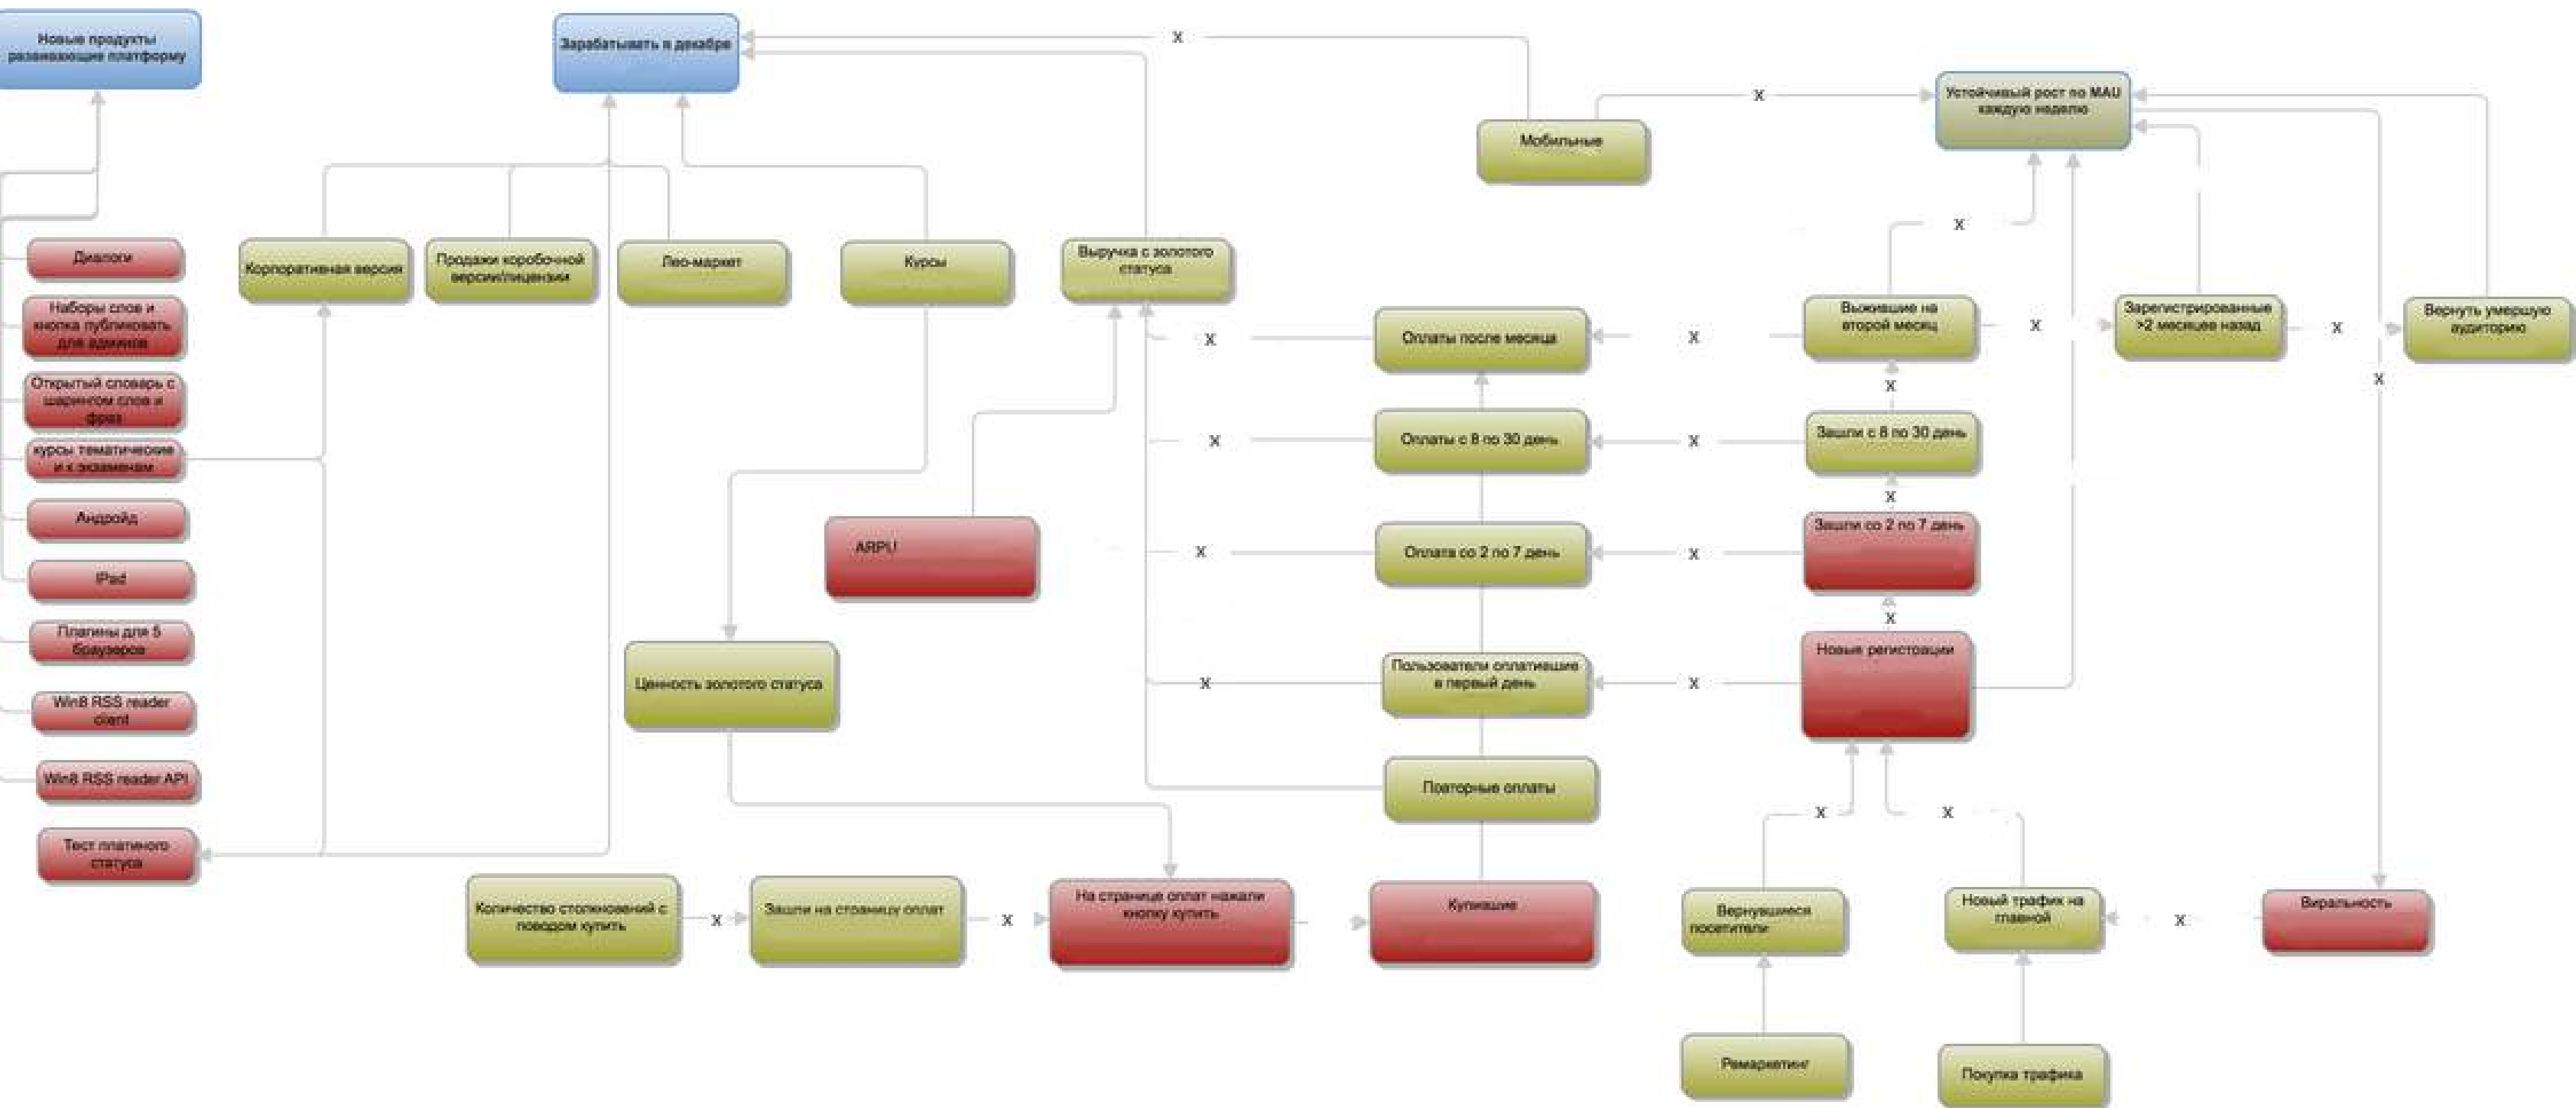 Новые продукты
развивающие платформу
Зарабатывать в декабре
X
X
Устойчивый рост по MAU
каждую неделю
Мобильные
X
Диалоги
Корпоративная версия
Продажи коробочной
версии/лицензии
Лео-маркет
Курсы
Выручка с золотого
статуса
Наборы слов и
кнопка публиковать
для админов
X
Оплаты после месяца
X
Выжившие на
второй месяц
X
Зарегистрированные
>2 месяцев назад
X
Вернуть умершую
аудиторию
X
X
Открытый словарь с
шарингом слов и
фраз
курсы тематические
и к экзаменам
X
Оплаты с 8 по 30 день
X
Зашли с 8 по 30 день
X
Андройд
ARPU
X
Оплата со 2 по 7 день
X
Зашли со 2 по 7 день
IPad
X
Плагины для 5
браузеров
Ценность золотого статуса
X
Пользователи оплатившие
в первый день
X
Новые регистрации
Win8 RSS reader
client
Win8 RSS reader API
Повторные оплаты
X
X
Тест платиного
статуса
Количество столкновений с
поводом купить
X
Зашли на страницу оплат
X
На странице оплат нажали
кнопку купить
Купившие
Вернувшиеся
посетители
Новый трафик на
главной
X
Виральность
Ремаркетинг
Покупка трафика